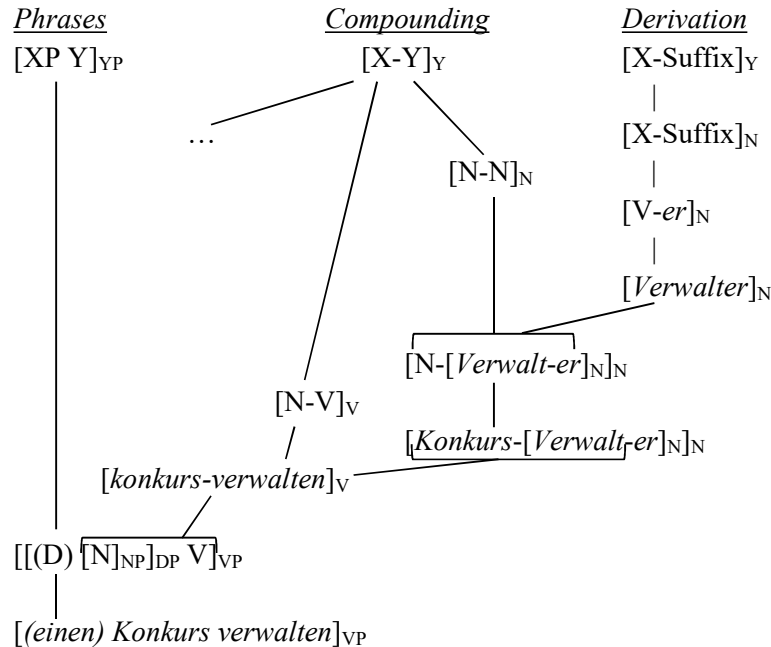 Phrases Compounding Derivation
[XP Y]YP [X-Y]Y [X-Suffix]Y
… [X-Suffix]N
[N-N]N
[V-er]N
[Verwalter]N
[N-[Verwalt-er]N]N
[N-V]V
[Konkurs-[Verwalt-er]N]N
[konkurs-verwalten]V
[[(D) [N]NP]DP V]VP
[(einen) Konkurs verwalten]VP